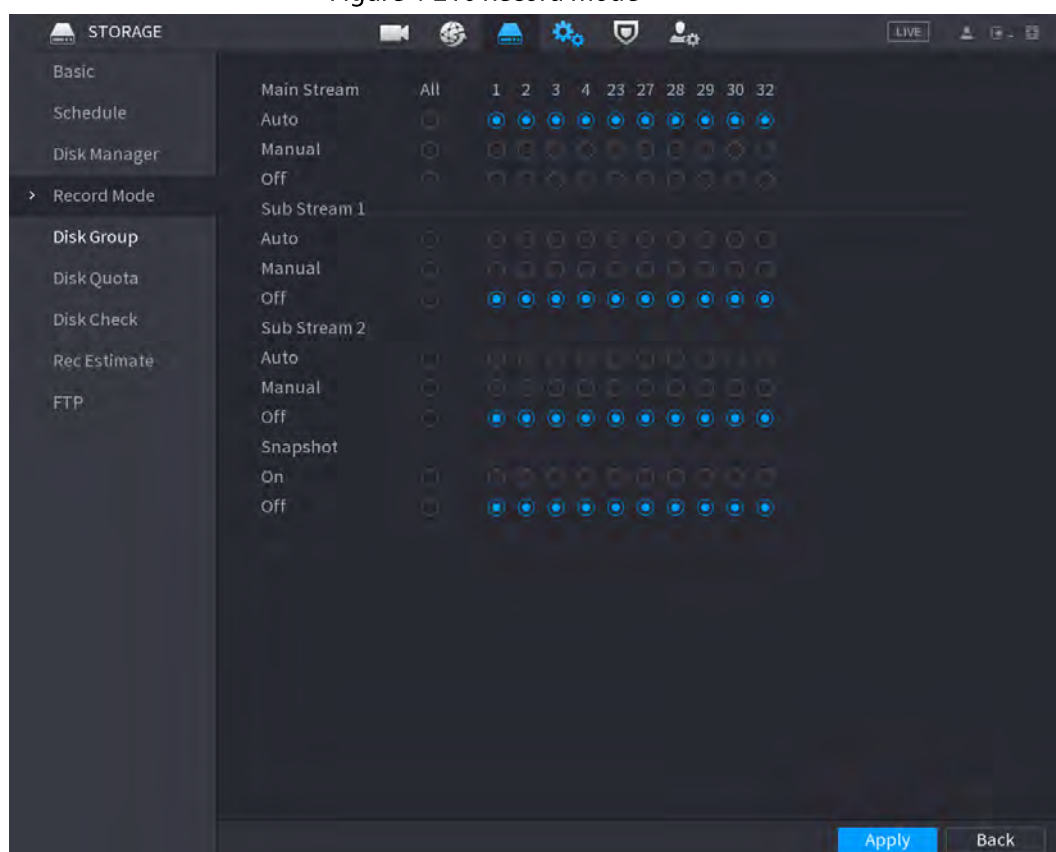 Record Mode
STORAGE
LIVE
Basic
Schedule
Disk Manager
Record Mode
Disk Group
Disk Quota
Disk Check
Rec Estimate
FTP
Main Stream All 1 2 3 4 23 27 28 29 30 32
Auto
Manual
Off
Sub Stream 1
Auto
Manual
Off
Sub Stream 2
Auto
Manual
Off
Snapshot
On
Off
Apply Back